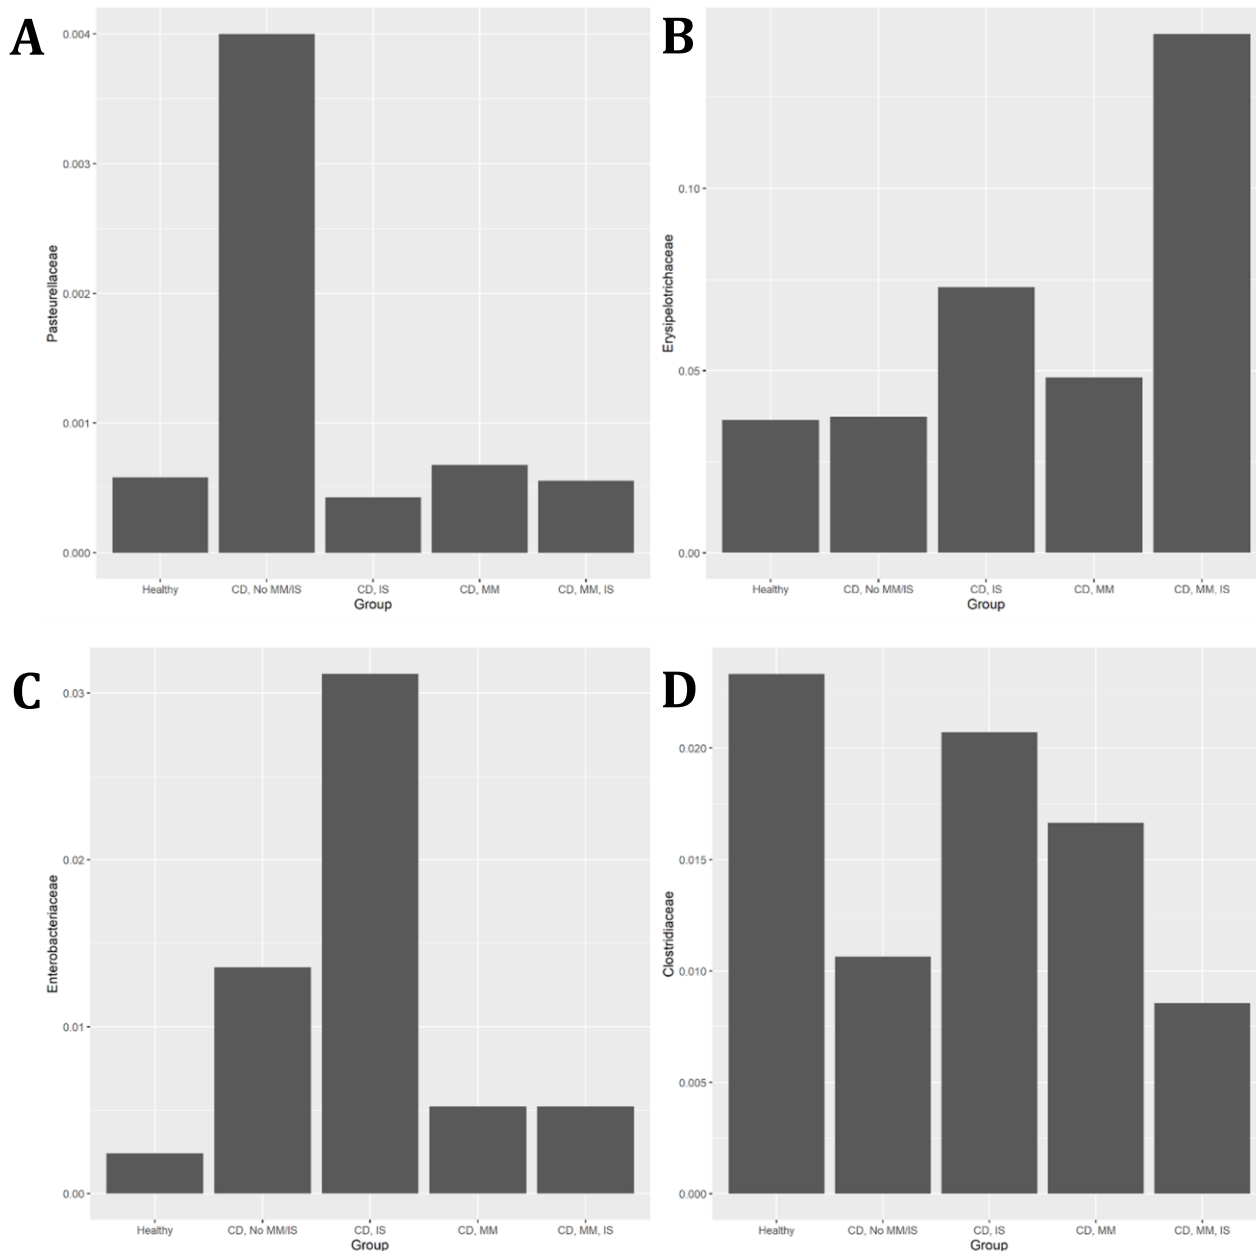 A
Pasteurellaceae
0.004
0.003
0.002
0.001
0.000
Healthy CD, No MM/IS CD, IS CD, MM CD, MM, IS
Group
B
Erysipelotrichaceae
0.10
0.05
0.00
Healthy CD, No MM/IS CD, IS CD, MM CD, MM, IS
Group
C
Enterobacteriaceae
0.03
0.02
0.01
0.00
Healthy CD, No MM/IS CD, IS CD, MM CD, MM, IS
Group
D
Clostridiaceae
0.020
0.015
0.010
0.005
0.000
Healthy CD, No MM/IS CD, IS CD, MM CD, MM, IS
Group